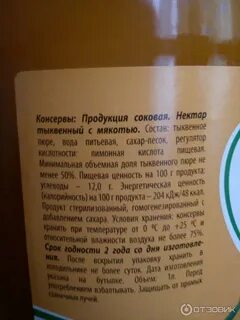 Консервы: Продукция соковая. Нектар
тыквенный с мякотью. Состав: тыквенное
пюре, вода питьевая, сахар-песок, регулятор
кислотности: лимонная кислота пищевая.
Минимальная объемная доля тыквенного пюре не
менее 50%. Пищевая ценность на 100 г продукта:
углеводы – 12,0 г. Энергетическая ценность
(калорийность) на 100 г продукта – 204 кДж/48 ккал.
Продукт стерилизованный, гомогенизированный с
добавлением сахара. Условия хранения: консервы
хранить при температуре от 0 °С до +25 °С и
относительной влажности воздуха не более 75%.
Срок годности 2 года со дня изготовле-
ния. После вскрытия упаковку хранить в
холодильнике не более суток. Дата изготовления
указана на бутылке. Объем 1л. Перед
употреблением взбалтывать. Защищать от прямых
солнечных лучей.
ОТЗОВИК